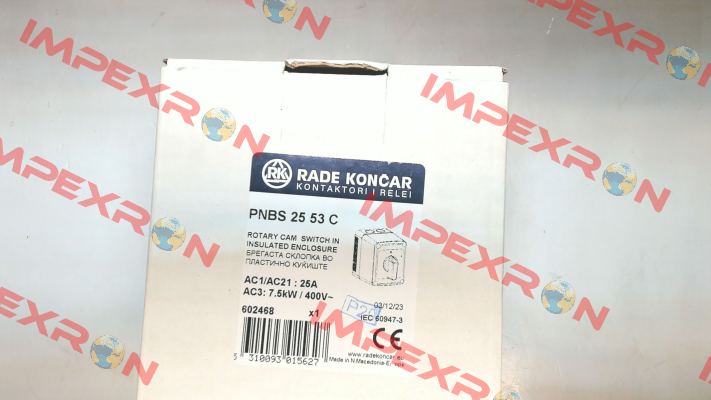 IMPEXRON
RK
RADE KONČAR
KONTAKTORI I RELEI
PNBS 25 53 C
ROTARY CAM SWITCH IN
INSULATED ENCLOSURE
БРЕГАСТА СКЛОПКА ВО
ПЛАСТИЧНО КУЌИШТЕ
AC1/AC21 : 25A
AC3: 7.5kW / 400V~
602468 x1
P20
03/12/23
IEC 60947-3
CE
5 310093 015627
www.radekoncar.eu
Made in N.Macedonia-Europe